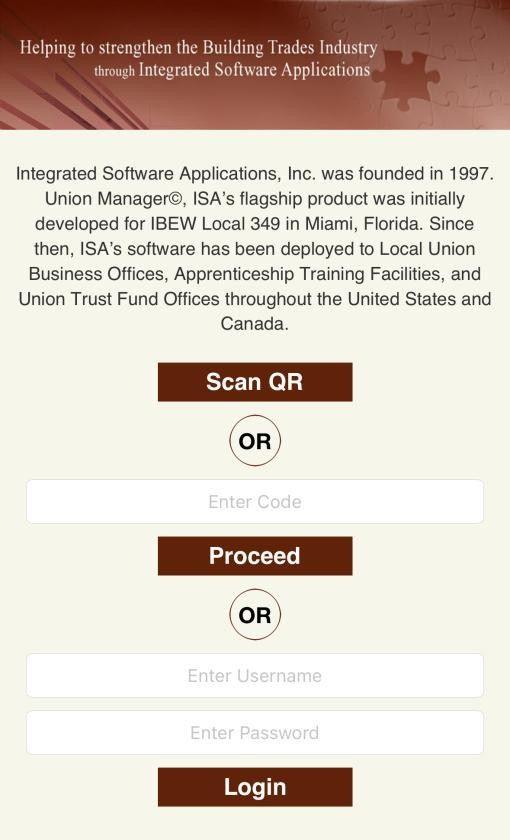 Helping to strengthen the Building Trades Industry
through Integrated Software Applications
Integrated Software Applications, Inc. was founded in 1997.
Union Manager©, ISA's flagship product was initially
developed for IBEW Local 349 in Miami, Florida. Since
then, ISA's software has been deployed to Local Union
Business Offices, Apprenticeship Training Facilities, and
Union Trust Fund Offices throughout the United States and
Canada.
Scan QR
OR
Enter Code
Proceed
OR
Enter Username
Enter Password
Login